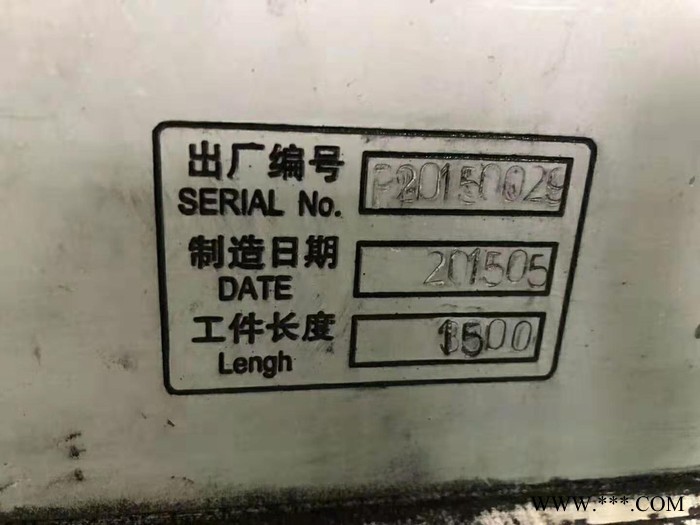 出厂编号
SERIAL No. P20150029
制造日期
DATE 201505
工件长度
Lengh 1500
WWW.***.COM